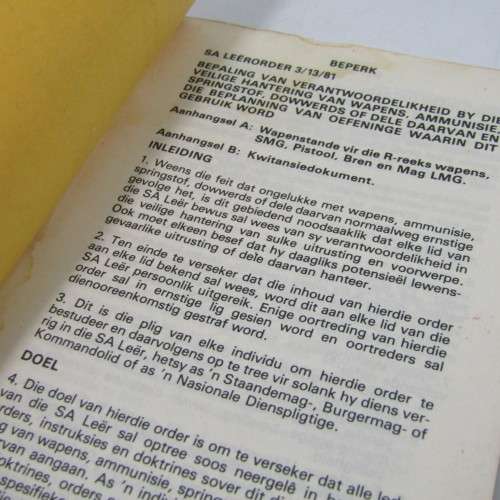 BEPERK
SA LEËRORDER 3/13/81
BEPALING VAN VERANTWOORDELIKHEID BY DIE
VEILIGE HANTERING VAN WAPENS, AMMUNISIE,
SPRINGSTOF, DOWWERDS OF DELE DAARVAN EN
DIE BEPLANNING VAN OEFENINGE WAARIN DIT
GEBRUIK WORD
Aanhangsel A: Wapenstande vir die R-reeks wapens,
SMG, Pistool, Bren en Mag LMG.
Aanhangsel B: Kwitansiedokument.
INLEIDING
1. Weens die feit dat ongelukke met wapens, ammunisie,
springstof, dowwerds of dele daarvan normaalweg ernstige
gevolge het, is dit gebiedend noodsaaklik dat elke lid van
die SA Leër bewus sal wees van sy verantwoordelikheid in
die veilige hantering van sulke uitrusting en voorwerpe.
Ook moet elkeen besef dat hy daagliks potensieël lewens-
gevaarlike uitrusting of dele daarvan hanteer.
2. Ten einde te verseker dat die inhoud van hierdie order
aan elke lid bekend sal wees, word dit aan elke lid van die
SA Leër persoonlik uitgereik. Enige oortreding van hierdie
order sal in ernstige lig gesien word en oortreders sal
dienooreenkomstig gestraf word.
3. Dit is die plig van elke individu om hierdie order te
bestudeer en daarvolgens op te tree vir solank hy diens ver-
rig in die SA Leër, hetsy as 'n Staandemag-, Burgermag- of
Kommandolid of as 'n Nasionale Dienspligtige.
DOEL
4. Die doel van hierdie order is om te verseker dat alle
van die SA Leër sal optree soos neergelê in
rders, instruksies en doktrines sover dit die
g van wapens, ammunisie,
rvan aangaan. As 'n
oktrines, orders
spesifieke